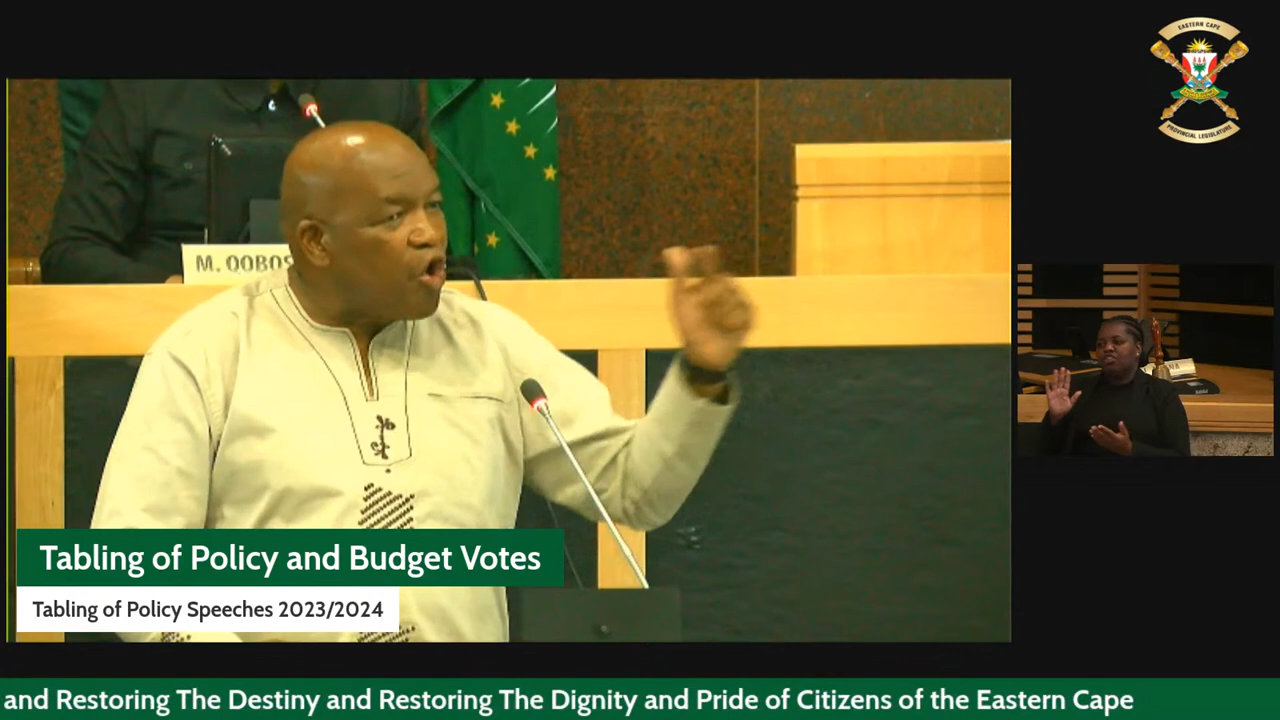 EASTERN CAPE
PROVINCIAL LEGISLATURE
M. QOBOS
Tabling of Policy and Budget Votes
Tabling of Policy Speeches 2023/2024
and Restoring The Destiny and Restoring The Dignity and Pride of Citizens of the Eastern Cape